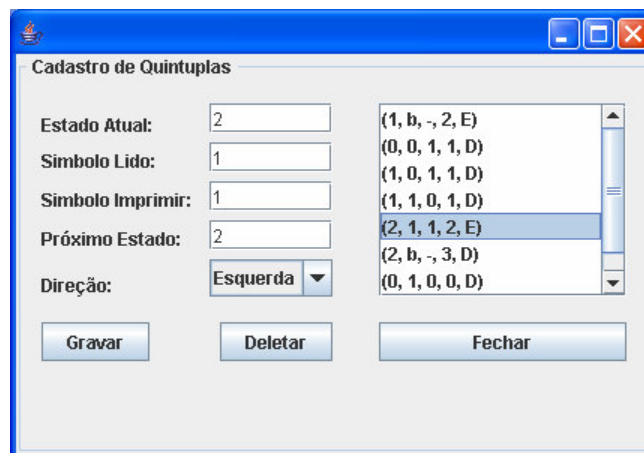 Cadastro de Quintuplas
Estado Atual: 2
Simbolo Lido: 1
Simbolo Imprimir: 1
Próximo Estado: 2
Direção: Esquerda
(1, b, -, 2, E)
(0, 0, 1, 1, D)
(1, 0, 1, 1, D)
(1, 1, 0, 1, D)
(2, 1, 1, 2, E)
(2, b, -, 3, D)
(0, 1, 0, 0, D)
Gravar
Deletar
Fechar